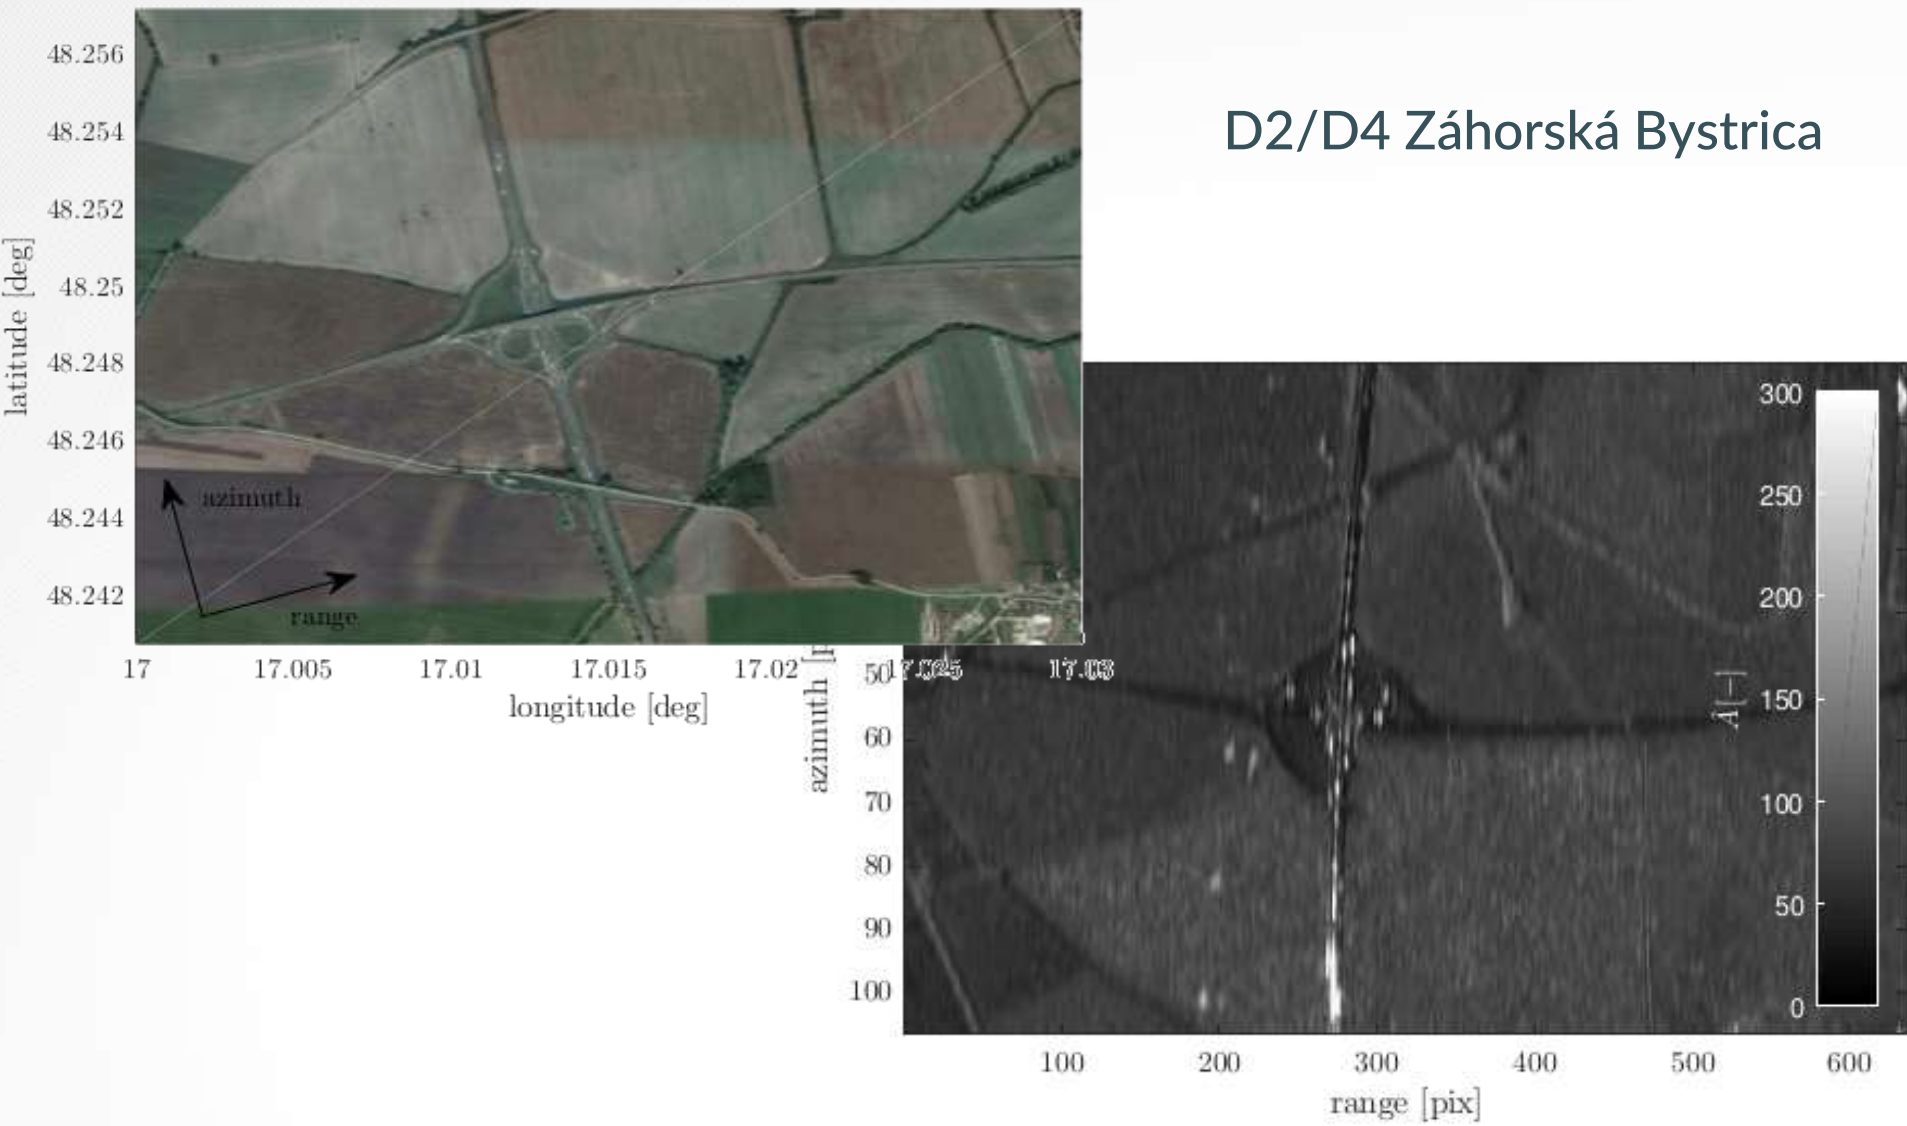 D2/D4 Záhorská Bystrica
48.256
48.254
48.252
48.25
48.248
48.246
48.244
48.242
latitude [deg]
azimuth
range
17 17.005 17.01 17.015 17.02 17.025 17.03
longitude [deg]
azimuth [p
50
60
70
80
90
100
100 200 300 400 500 600
range [pix]
300
250
200
150
100
50
0
Â[−]